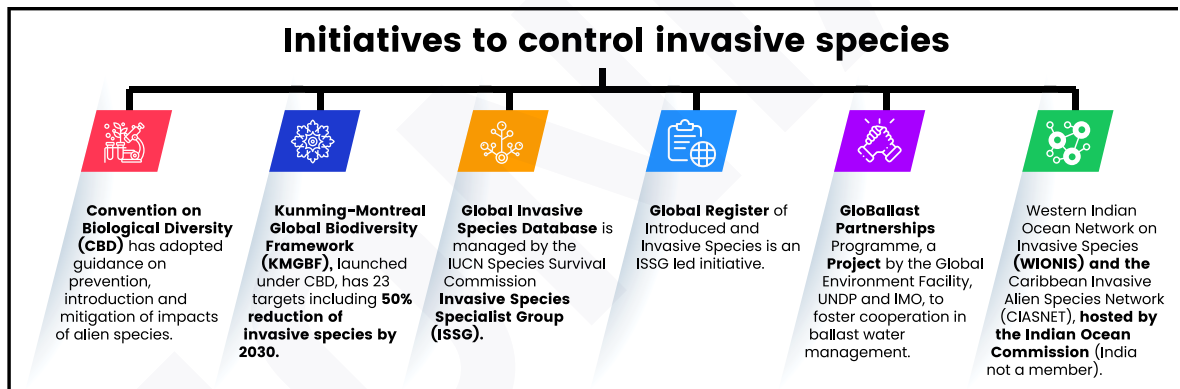 Initiatives to control invasive species
Convention on
Biological Diversity
(CBD) has adopted
guidance on
prevention,
introduction and
mitigation of impacts
of alien species.
Kunming-Montreal
Global Biodiversity
Framework
(KMGBF), launched
under CBD, has 23
targets including 50%
reduction of
invasive species by
2030.
Global Invasive
Species Database is
managed by the
IUCN Species Survival
Commission
Invasive Species
Specialist Group
(ISSG).
Global Register of
Introduced and
Invasive Species is an
ISSG led initiative.
GloBallast
Partnerships
Programme, a
Project by the Global
Environment Facility,
UNDP and IMO, to
foster cooperation in
ballast water
management.
Western Indian
Ocean Network on
Invasive Species
(WIONIS) and the
Caribbean Invasive
Alien Species Network
(CIASNET), hosted by
the Indian Ocean
Commission (India
not a member).